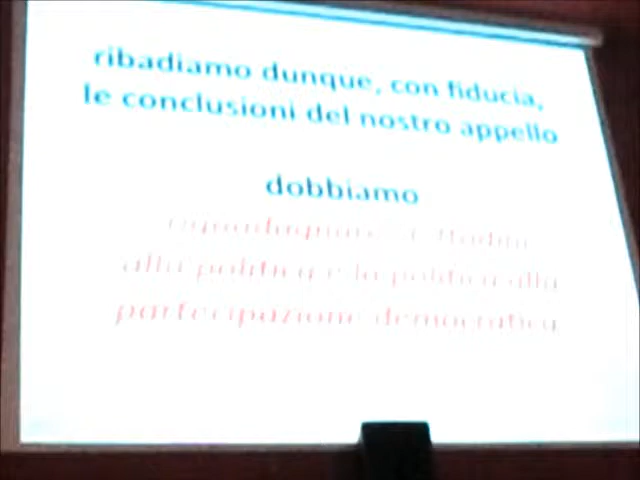 ribadiamo dunque, con fiducia,
le conclusioni del nostro appello
dobbiamo
alla politica e la politica alla
partecipazione democratica